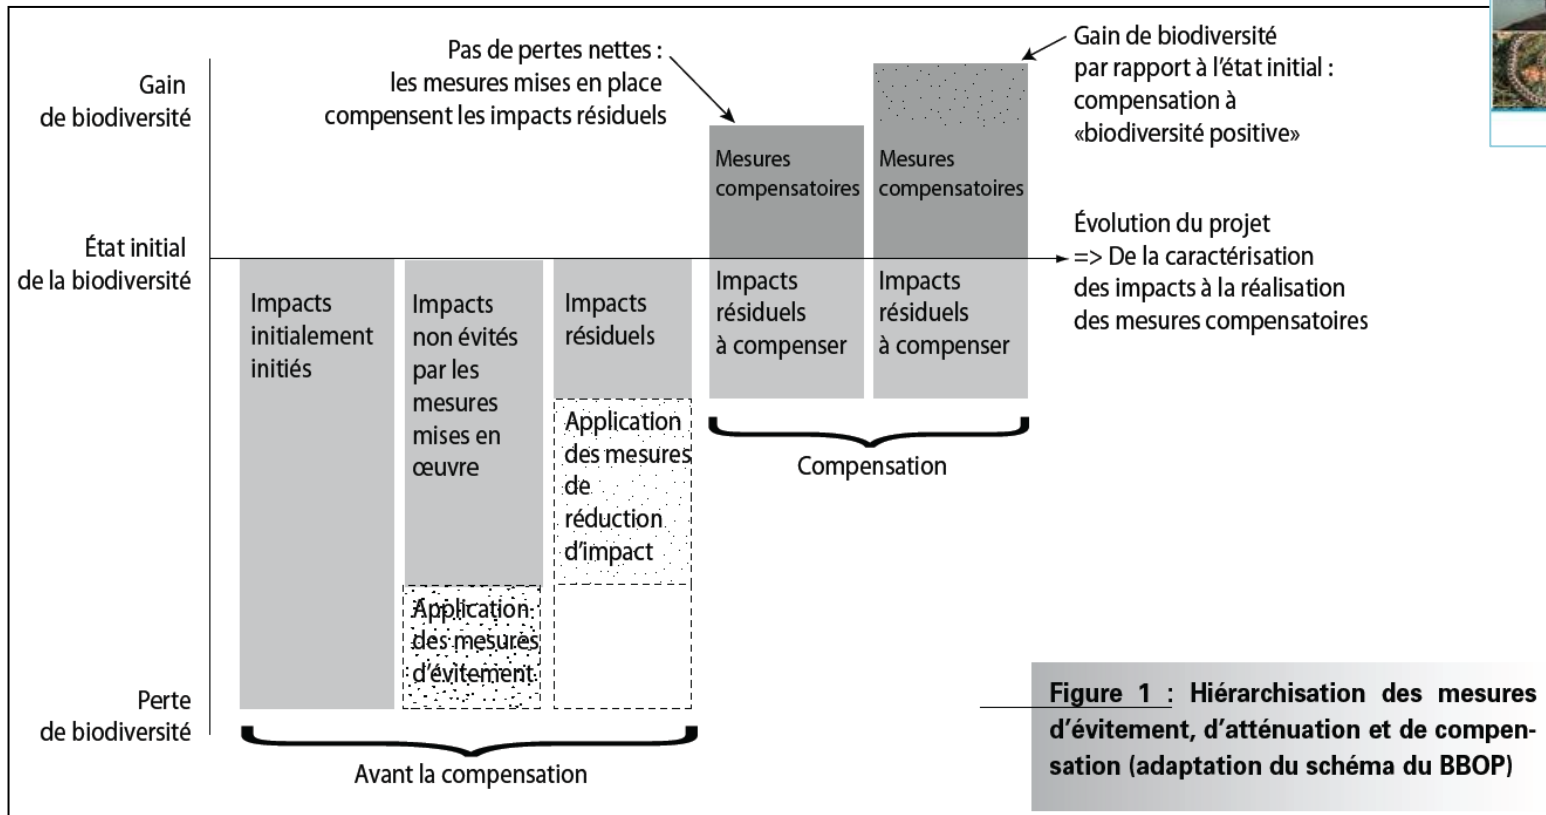 Pas de pertes nettes :
les mesures mises en place
compensent les impacts résiduels
Gain de biodiversité
par rapport à l'état initial :
compensation à
«biodiversité positive»
Gain
de biodiversité
Mesures
compensatoires
Mesures
compensatoires
État initial
de la biodiversité
Évolution du projet
=> De la caractérisation
des impacts à la réalisation
des mesures compensatoires
Impacts
initialement
initiés
Impacts
non évités
par les
mesures
mises en
œuvre
Impacts
résiduels
Impacts
résiduels
à compenser
Impacts
résiduels
à compenser
Application
des mesures
de
réduction
d'impact
Compensation
Application
des mesures
d'évitement
Perte
de biodiversité
Avant la compensation
Figure 1 : Hiérarchisation des mesures
d'évitement, d'atténuation et de compen-
sation (adaptation du schéma du BBOP)